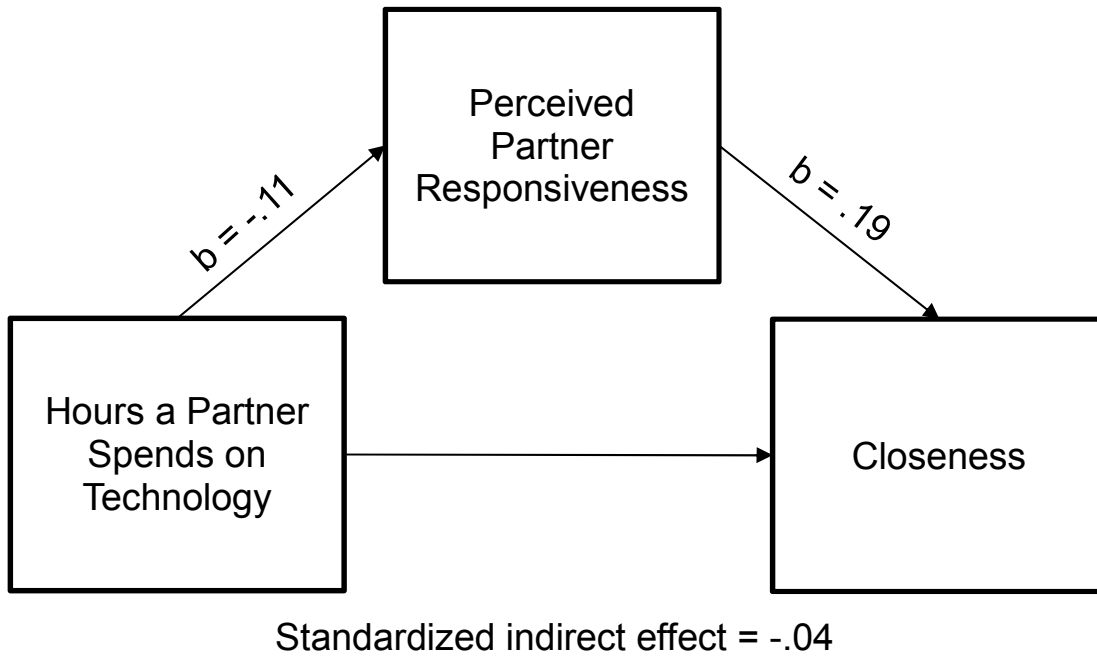 Perceived
Partner
Responsiveness
b = -.11
b = .19
Hours a Partner
Spends on
Technology
Closeness
Standardized indirect effect = -.04